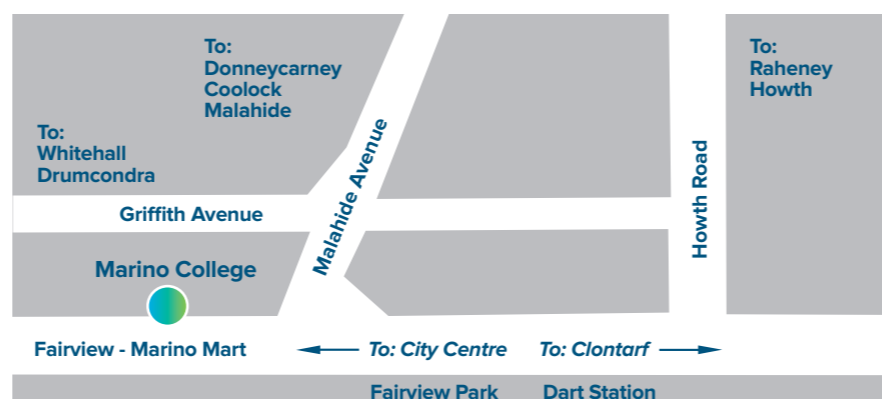 To:
Donneycarney
Coolock
Malahide
To:
Raheney
Howth
To:
Whitehall
Drumcondra
Malahide Avenue
Howth Road
Griffith Avenue
Marino College
Fairview - Marino Mart
To: City Centre
To: Clontarf
Fairview Park
Dart Station